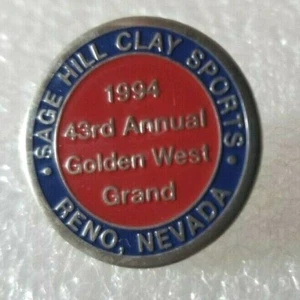 · SAGE HILL CLAY SPORTS ·
1994
43rd Annual
Golden West
Grand
RENO, NEVADA